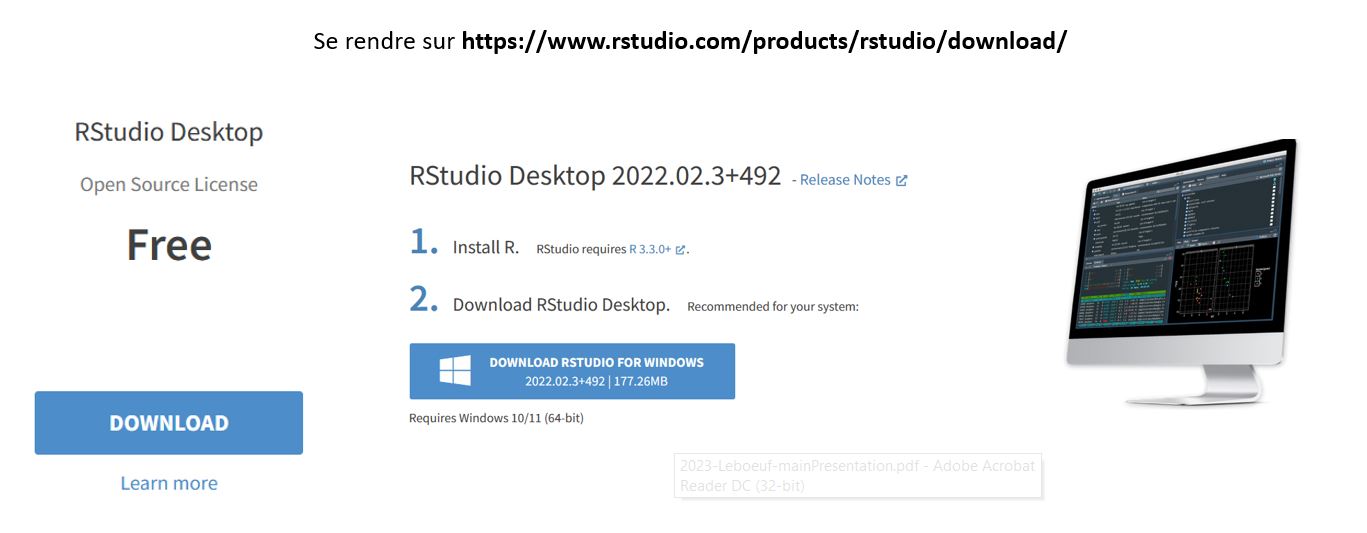 Se rendre sur https://www.rstudio.com/products/rstudio/download/
RStudio Desktop
Open Source License
Free
DOWNLOAD
Learn more
RStudio Desktop 2022.02.3+492 - Release Notes
1. Install R. RStudio requires R 3.3.0+.
2. Download RStudio Desktop. Recommended for your system:
DOWNLOAD RSTUDIO FOR WINDOWS
2022.02.3+492 | 177.26MB
Requires Windows 10/11 (64-bit)
2023-Leboeuf-mainPresentation.pdf - Adobe Acrobat
Reader DC (32-bit)